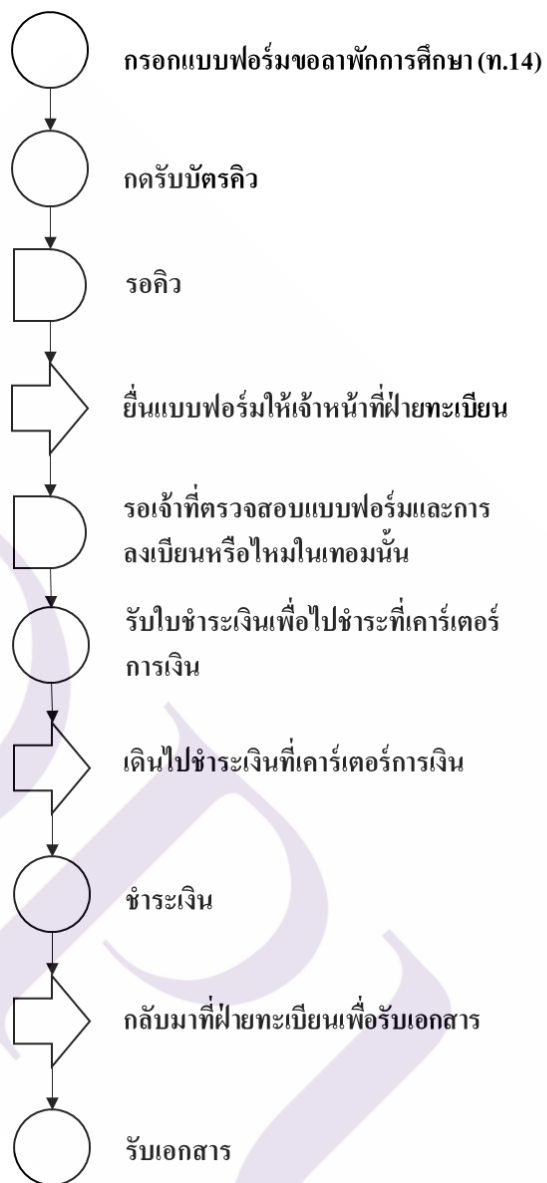 กรอกแบบฟอร์มขอลาพักการศึกษา (ท.14)
กดรับบัตรคิว
รอคิว
ยื่นแบบฟอร์มให้เจ้าหน้าที่ฝ่ายทะเบียน
รอเจ้าที่ตรวจสอบแบบฟอร์มและการ
ลงเบียนหรือไหมในเทอมนั้น
รับใบชำระเงินเพื่อไปชำระที่เคาร์เตอร์
การเงิน
เดินไปชำระเงินที่เคาร์เตอร์การเงิน
ชำระเงิน
กลับมาที่ฝ่ายทะเบียนเพื่อรับเอกสาร
รับเอกสาร